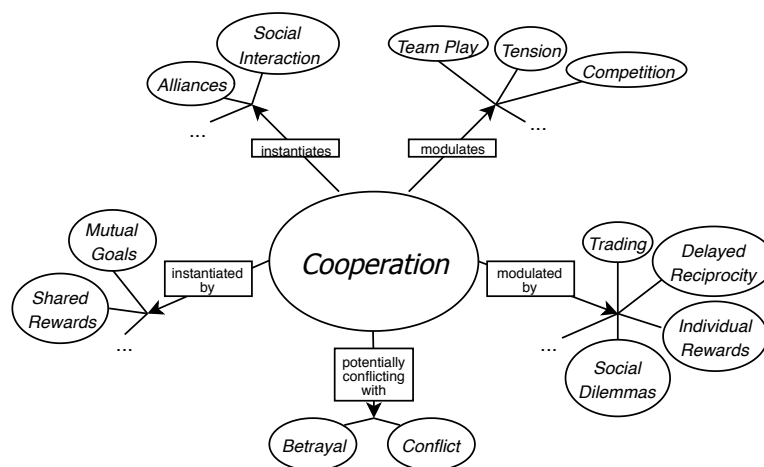 Social
Interaction
Alliances
...
instantiates
Team Play
Tension
Competition
...
modulates
Cooperation
Mutual
Goals
Shared
Rewards
...
instantiated
by
modulated
by
Trading
Delayed
Reciprocity
Individual
Rewards
Social
Dilemmas
...
potentially
conflicting
with
Betrayal
Conflict